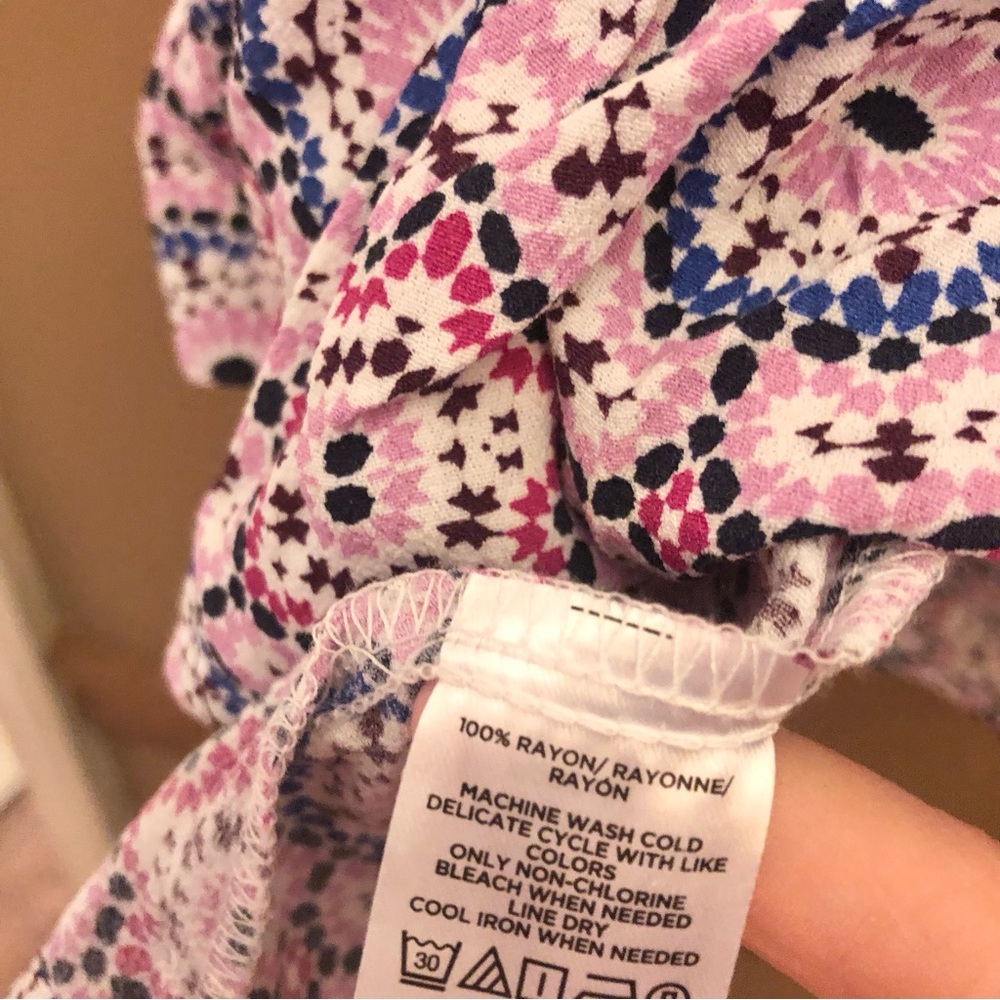 100% RAYON/ RAYONNE/
RAYÓN
MACHINE WASH COLD
DELICATE CYCLE WITH LIKE
COLORS
ONLY NON-CHLORINE
BLEACH WHEN NEEDED
LINE DRY
COOL IRON WHEN NEEDED
30